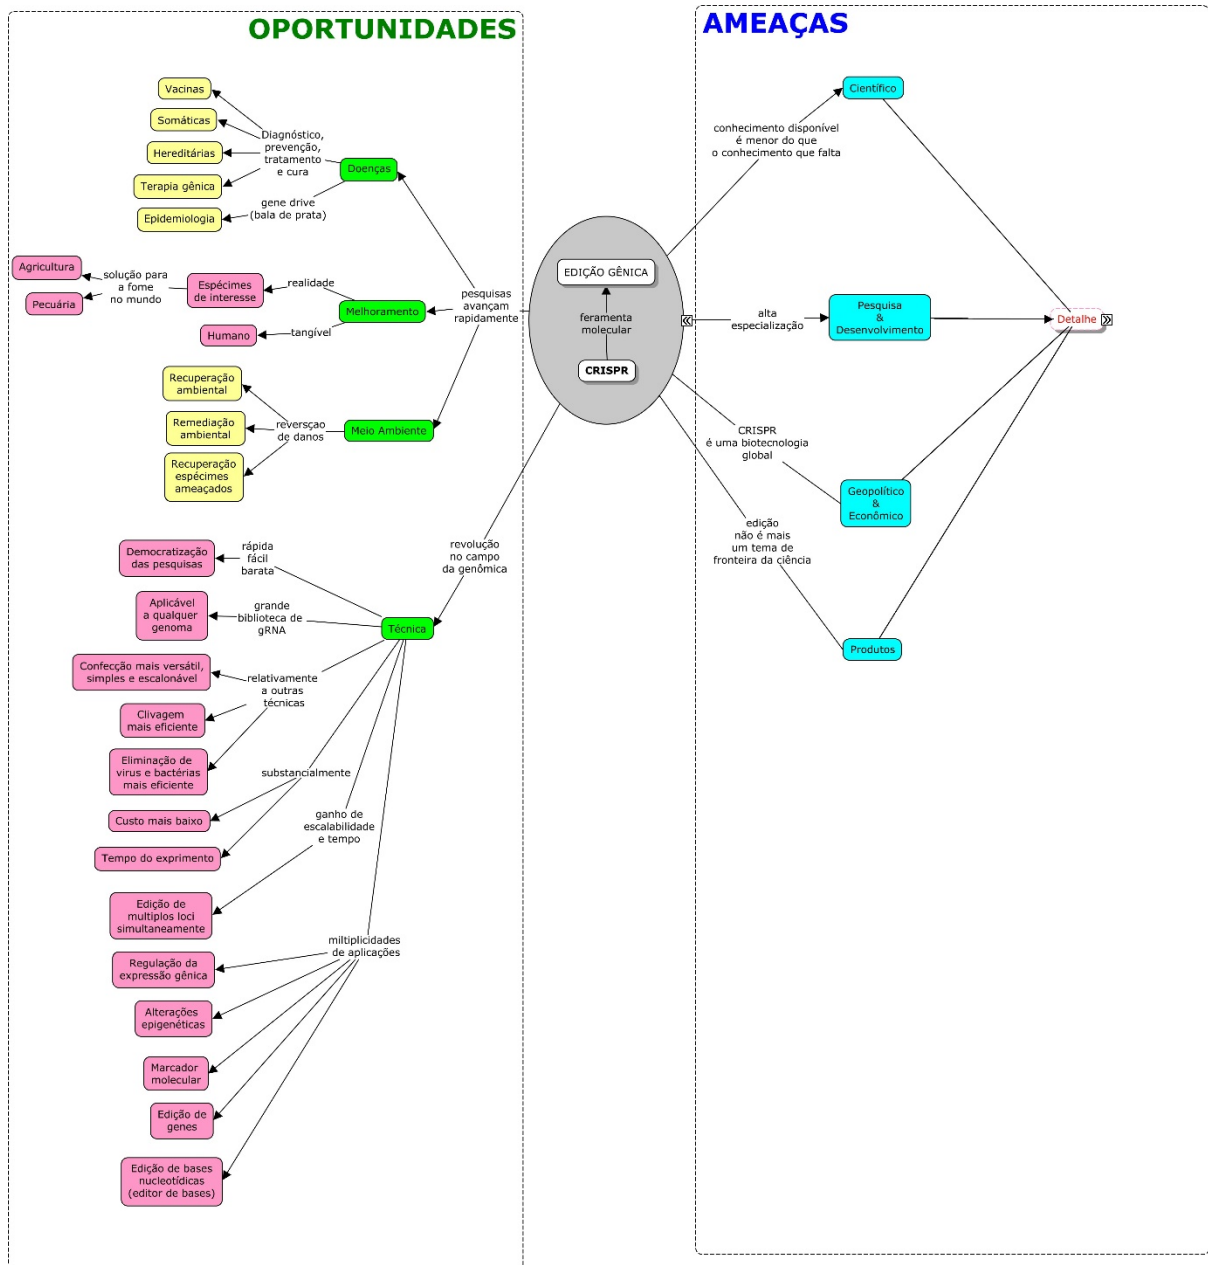 OPORTUNIDADES
Vacinas
Somáticas
Hereditárias
Terapia gênica
Epidemiologia
Diagnóstico,
prevenção,
tratamento
e cura
gene drive
(bala de prata)
Doenças
Agricultura
Pecuária
solução para
a fome
no mundo
Espécimes
de interesse
Humano
realidade
tangível
Melhoramento
pesquisas
avançam
rapidamente
Recuperação
ambiental
Remediação
ambiental
Recuperação
espécimes
ameaçados
reversçao
de danos
Meio Ambiente
Democratização
das pesquisas
rápida
fácil
barata
Aplicável
a qualquer
genoma
grande
biblioteca de
gRNA
Técnica
revolução
no campo
da genômica
Confecção mais versátil,
simples e escalonável
Clivagem
mais eficiente
Eliminação de
virus e bactérias
mais eficiente
relativamente
a outras
técnicas
Custo mais baixo
Tempo do exprimento
substancialmente
Edição de
multiplos loci
simultaneamente
ganho de
escalabilidade
e tempo
Regulação da
expressão gênica
Alterações
epigenéticas
Marcador
molecular
Edição de
genes
Edição de bases
nucleotídicas
(editor de bases)
miltiplicidades
de aplicações
EDIÇÃO GÊNICA
feramenta
molecular
CRISPR
AMEAÇAS
conhecimento disponível
é menor do que
o conhecimento que falta
Científico
alta
especialização
Pesquisa
&
Desenvolvimento
Detalhe
CRISPR
é uma biotecnologia
global
Geopolítico
&
Econômico
edição
não é mais
um tema de
fronteira da ciência
Produtos